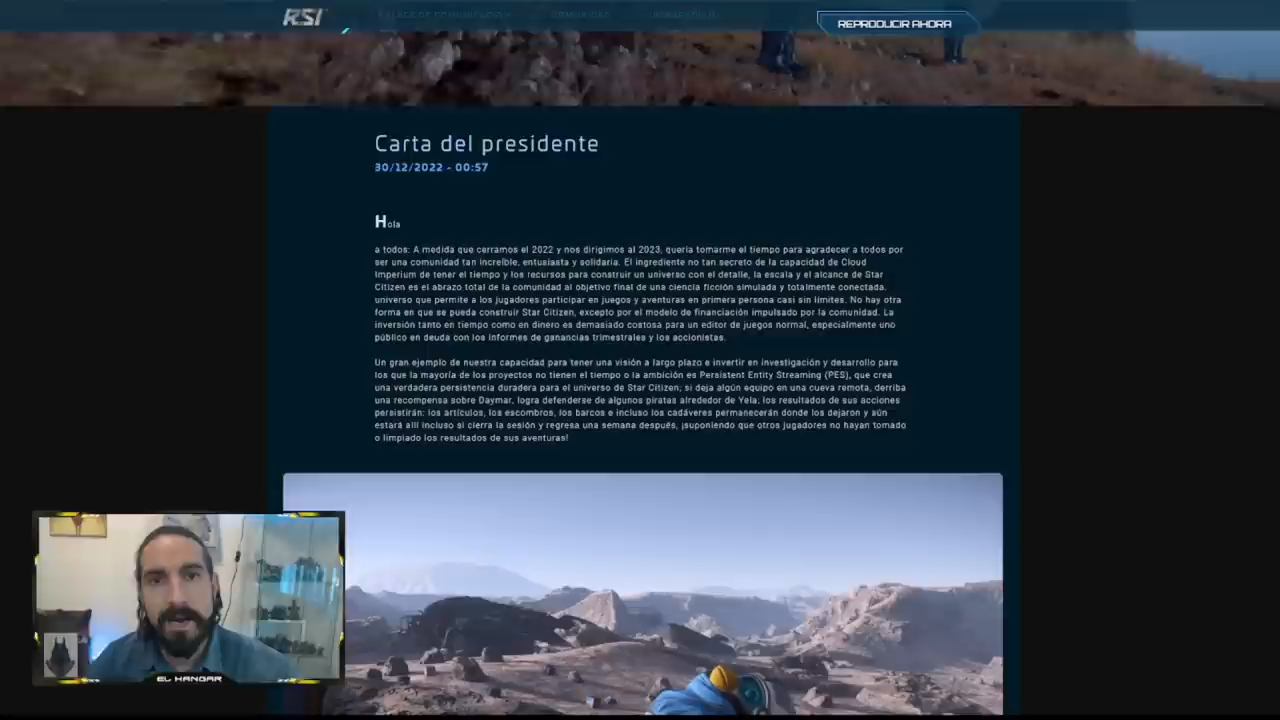 RSI
ENLACE DE COMUNICACIÓN
COMUNIDAD
REPRODUCIR AHORA
Carta del presidente
30/12/2022 - 00:57
Hola
a todos: A medida que cerramos el 2022 y nos dirigimos al 2023, quería tomarme el tiempo para agradecer a todos por
ser una comunidad tan increíble, entusiasta y solidaria. El ingrediente no tan secreto de la capacidad de Cloud
Imperium de tener el tiempo y los recursos para construir un universo con el detalle, la escala y el alcance de Star
Citizen es el abrazo total de la comunidad al objetivo final de una ciencia ficción simulada y totalmente conectada.
universo que permite a los jugadores participar en juegos y aventuras en primera persona casi sin límites. No hay otra
forma en que se pueda construir Star Citizen, excepto por el modelo de financiación impulsado por la comunidad. La
inversión tanto en tiempo como en dinero es demasiado costosa para un editor de juegos normal, especialmente uno
público en deuda con los informes de ganancias trimestrales y los accionistas.
Un gran ejemplo de nuestra capacidad para tener una visión a largo plazo e invertir en investigación y desarrollo para
los que la mayoría de los proyectos no tienen el tiempo o la ambición es Persistent Entity Streaming (PES), que crea
una verdadera persistencia duradera para el universo de Star Citizen; si deja algún equipo en una cueva remota, derriba
una recompensa sobre Daymar, logra defenderse de algunos piratas alrededor de Yela; los resultados de sus acciones
persistirán: los artículos, los escombros, los barcos e incluso los cadáveres permanecerán donde los dejaron y aún
estará allí incluso si cierra la sesión y regresa una semana después, ¡suponiendo que otros jugadores no hayan tomado
o limpiado los resultados de sus aventuras!
EL HANGAR